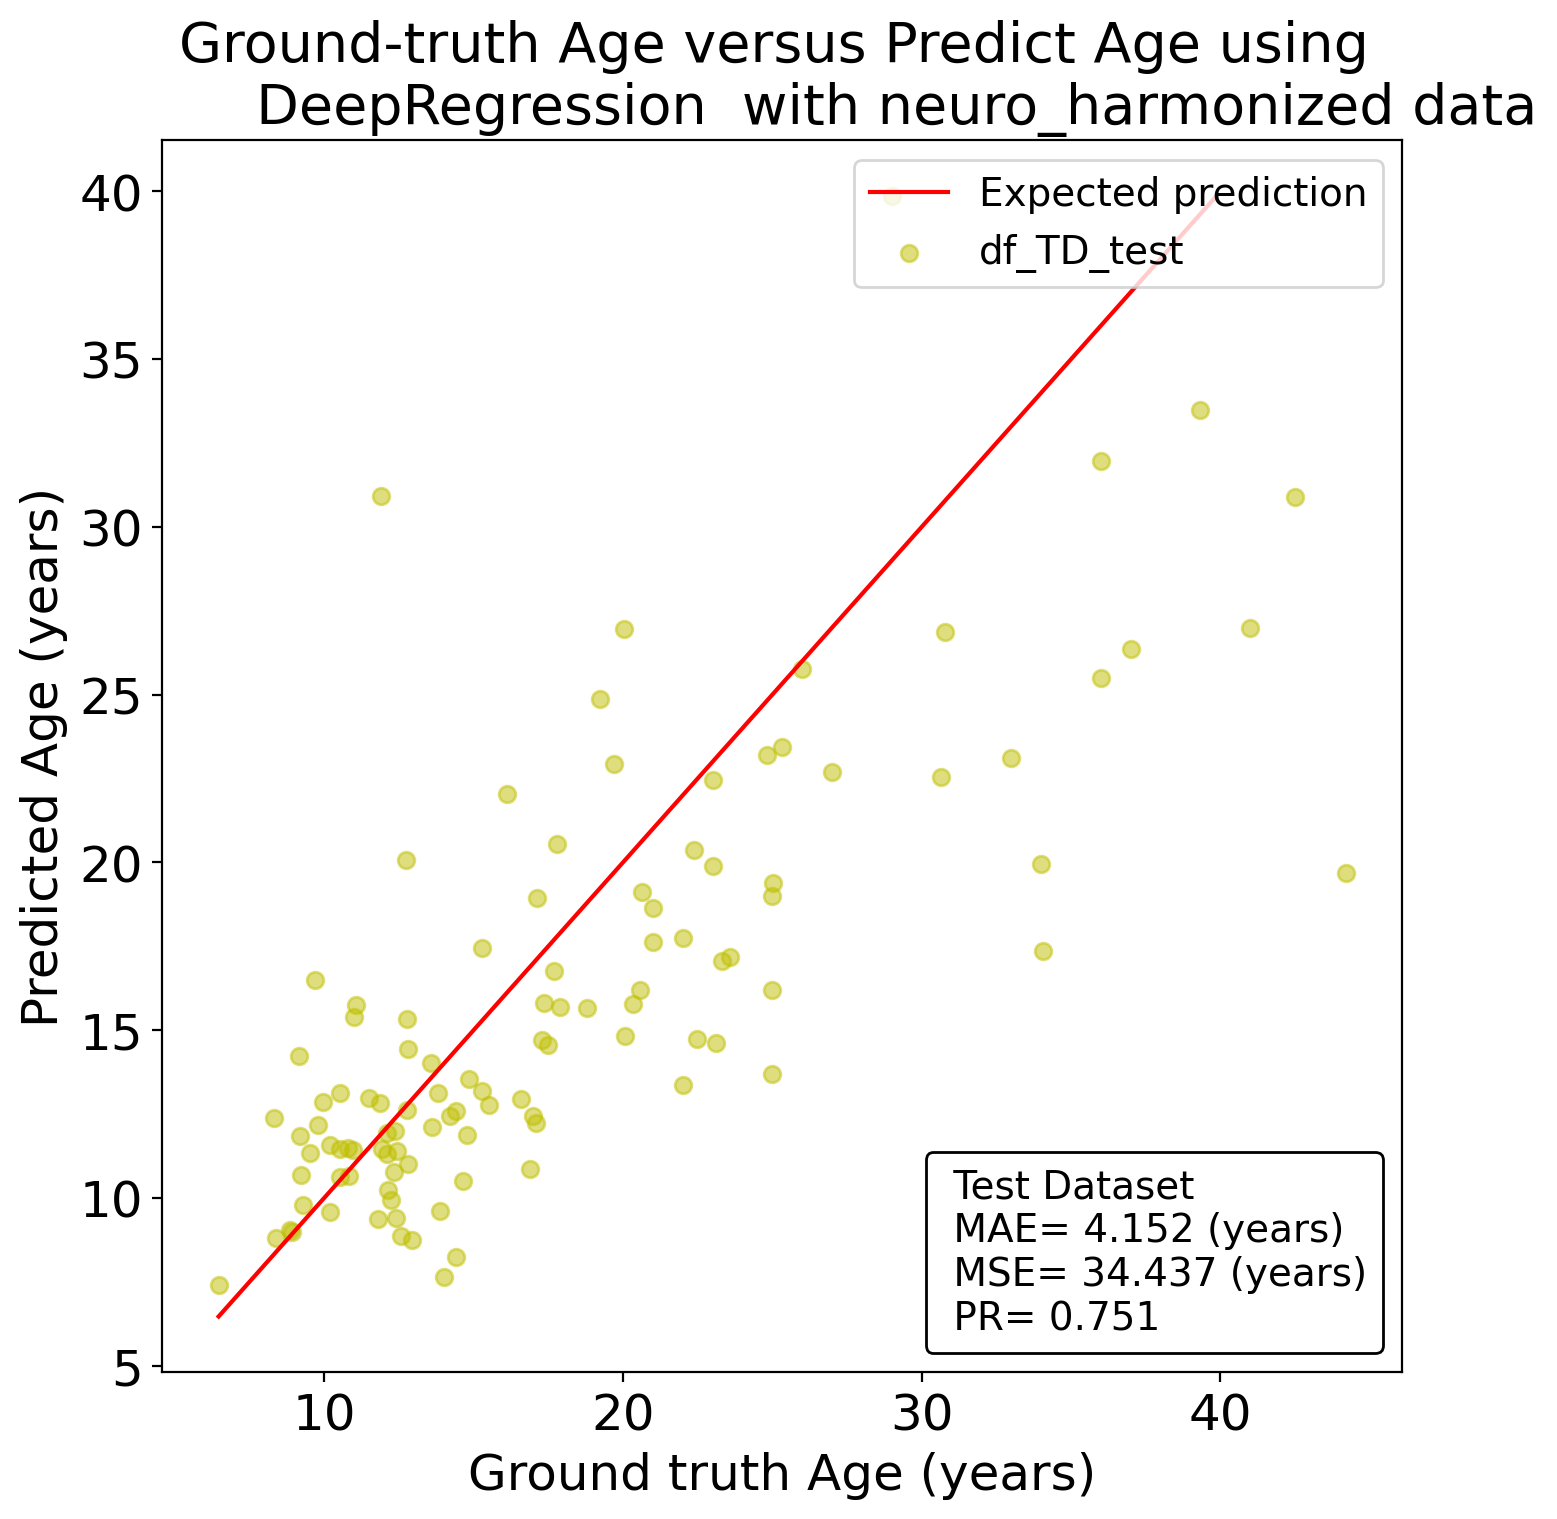 Ground-truth Age versus Predict Age using
DeepRegression with neuro_harmonized data
Expected prediction
df_TD_test
40
35
30
25
20
15
10
5
Predicted Age (years)
Test Dataset
MAE= 4.152 (years)
MSE= 34.437 (years)
PR= 0.751
10 20 30 40
Ground truth Age (years)